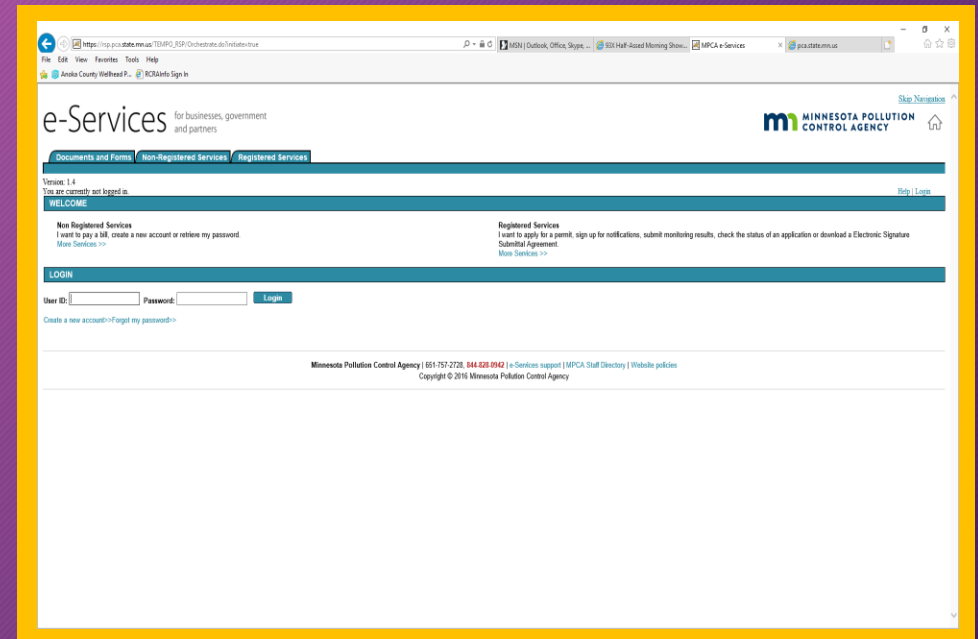 https://rsp.pca.state.mn.us/TEMPO_RSP/Orchestrate.do?initiate=true
MSN | Outlook, Office, Skype, ...
93X Half-Assed Morning Show...
MPCA e-Services
pca.state.mn.us
File Edit View Favorites Tools Help
Anoka County Wellhead P...
RCRAInfo Sign In
Skip Navigation
e-Services for businesses, government and partners
MINNESOTA POLLUTION
CONTROL AGENCY
Documents and Forms Non-Registered Services Registered Services
Version: 1.4
You are currently not logged in.
Help | Login
WELCOME
Non Registered Services
I want to pay a bill, create a new account or retrieve my password.
More Services >>
Registered Services
I want to apply for a permit, sign up for notifications, submit monitoring results, check the status of an application or download a Electronic Signature
Submittal Agreement.
More Services >>
LOGIN
User ID: Password: Login
Create a new account>>Forgot my password>>
Minnesota Pollution Control Agency | 651-757-2728, 844-828-0942 | e-Services support | MPCA Staff Directory | Website policies
Copyright © 2016 Minnesota Pollution Control Agency